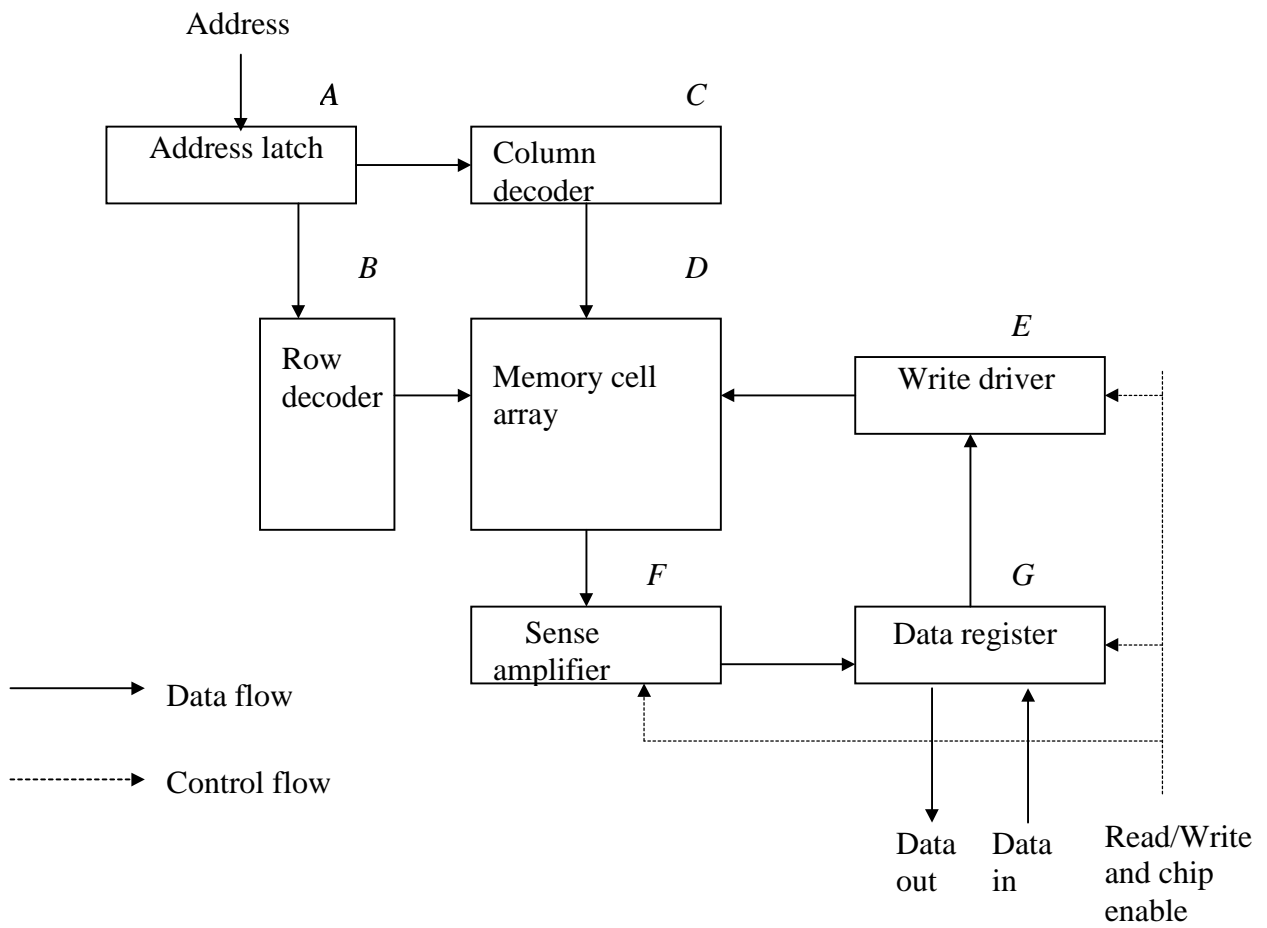 Address
A
C
Address latch
Column
decoder
B
D
E
Row
decoder
Memory cell
array
Write driver
F
G
Sense
amplifier
Data register
Data flow
Control flow
Data
out
Data
in
Read/Write
and chip
enable